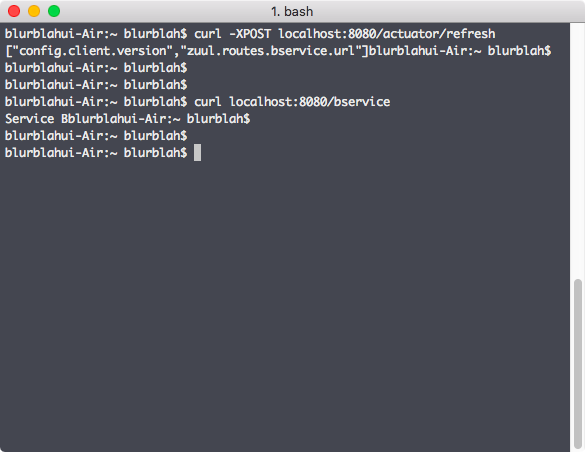 1. bash
blurblahui-Air:~ blurblah$ curl -XPOST localhost:8080/actuator/refresh
["config.client.version","zuul.routes.bservice.url"]blurblahui-Air:~ blurblah$
blurblahui-Air:~ blurblah$
blurblahui-Air:~ blurblah$
blurblahui-Air:~ blurblah$ curl localhost:8080/bservice
Service Bblurblahui-Air:~ blurblah$
blurblahui-Air:~ blurblah$
blurblahui-Air:~ blurblah$